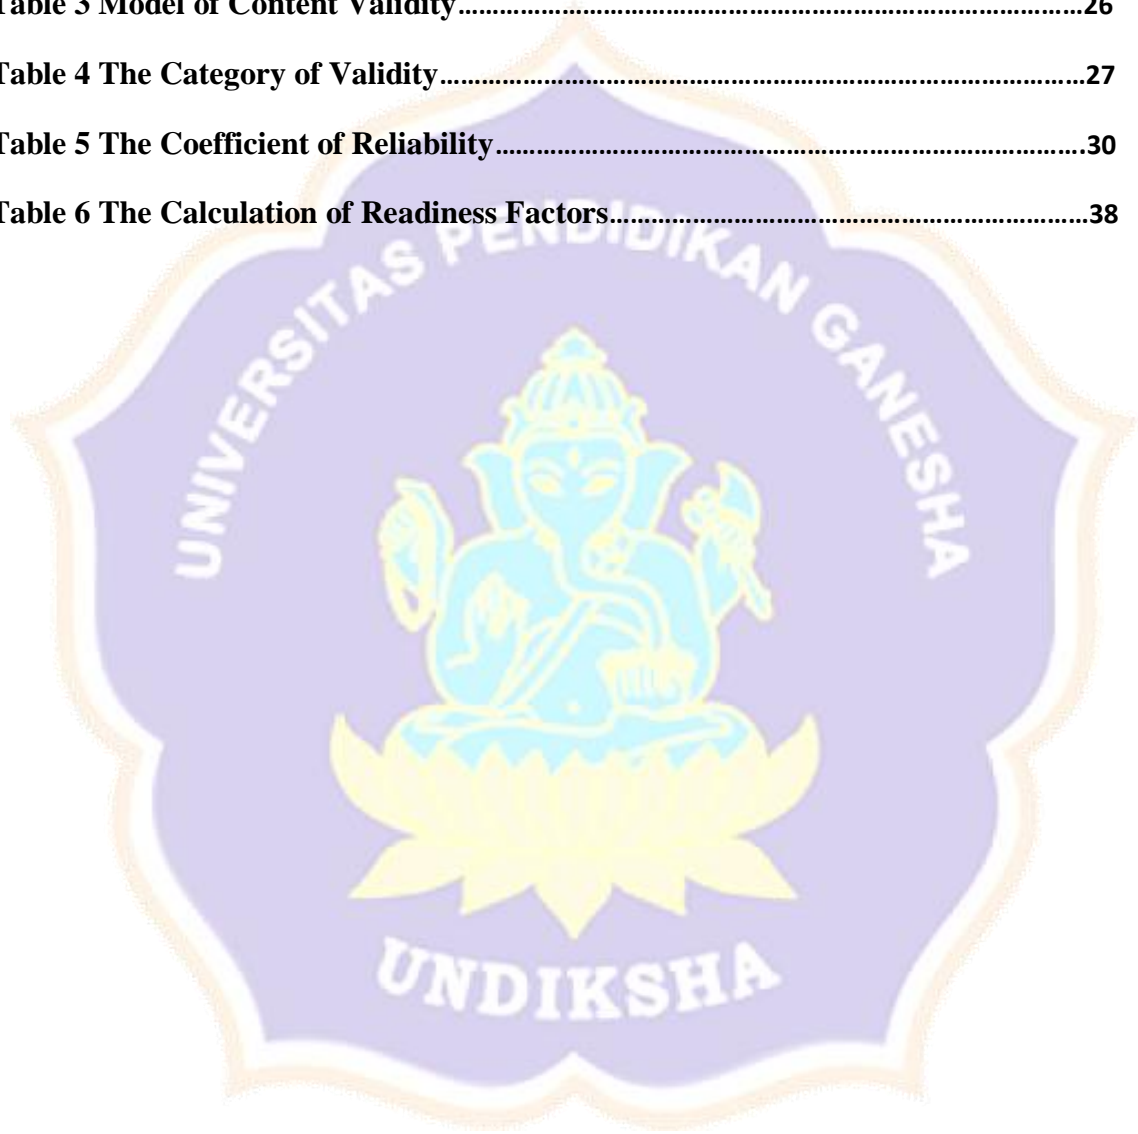 Table 3 Model of Content Validity……………………………………………………………………………26
Table 4 The Category of Validity………………………………………………………………………………27
Table 5 The Coefficient of Reliability……………………………………………………………………….30
Table 6 The Calculation of Readiness Factors…………………………………………………………38
UNIVERSITAS PENDIDIKAN GANESHA
UNDIKSHA